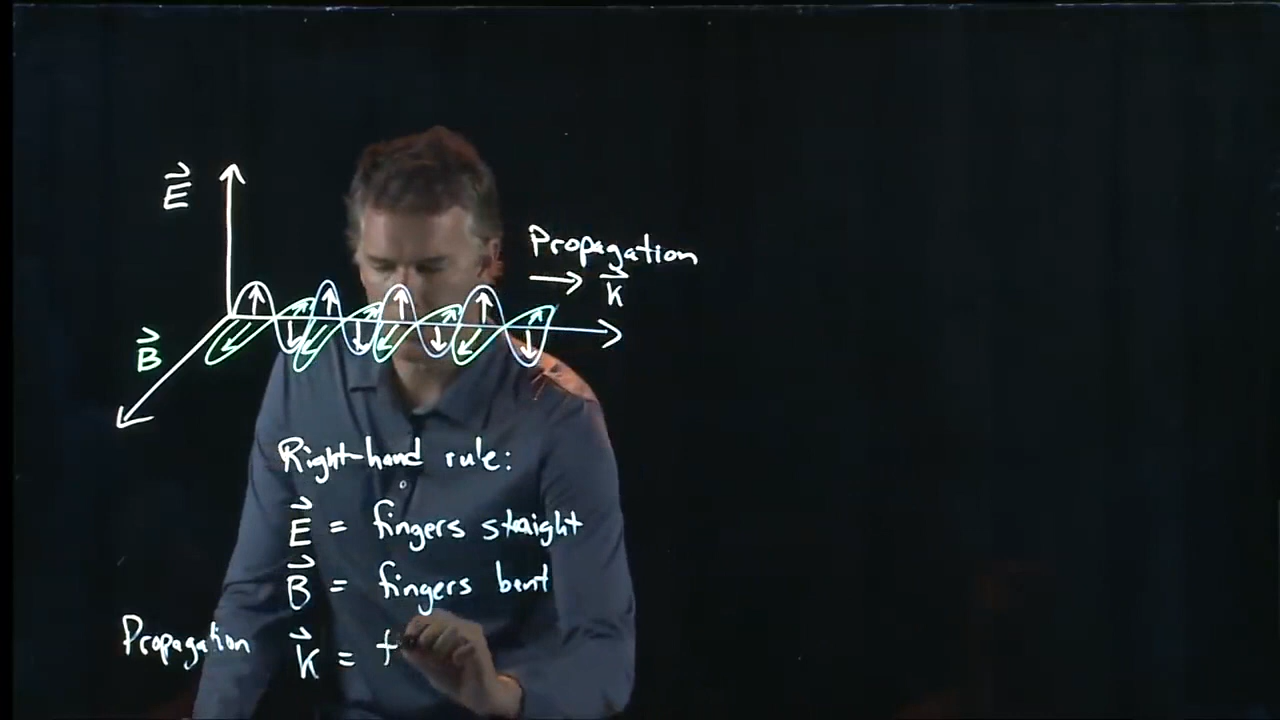 E
Propagation
k
B
Right-hand rule:
E = fingers straight
B = fingers bent
Propagation k = t